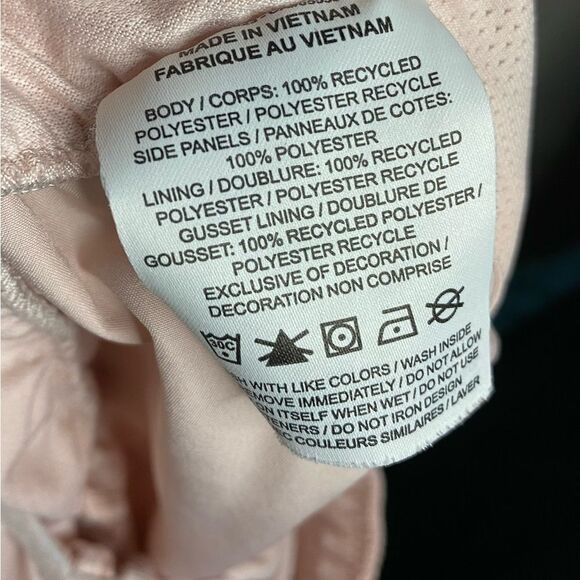 MADE IN VIETNAM
FABRIQUE AU VIETNAM
BODY / CORPS: 100% RECYCLED
POLYESTER / POLYESTER RECYCLE
SIDE PANELS / PANNEAUX DE COTES:
100% POLYESTER
LINING / DOUBLURE: 100% RECYCLED
POLYESTER / POLYESTER RECYCLE
GUSSET LINING / DOUBLURE DE
GOUSSET: 100% RECYCLED POLYESTER /
POLYESTER RECYCLE
EXCLUSIVE OF DECORATION /
DECORATION NON COMPRISE
30C
WITH LIKE COLORS / WASH INSIDE
IMMEDIATELY / DO NOT ALLOW
ITSELF WHEN WET / DO NOT USE
/ DO NOT IRON DESIGN
COULEURS SIMILAIRES / LAVER